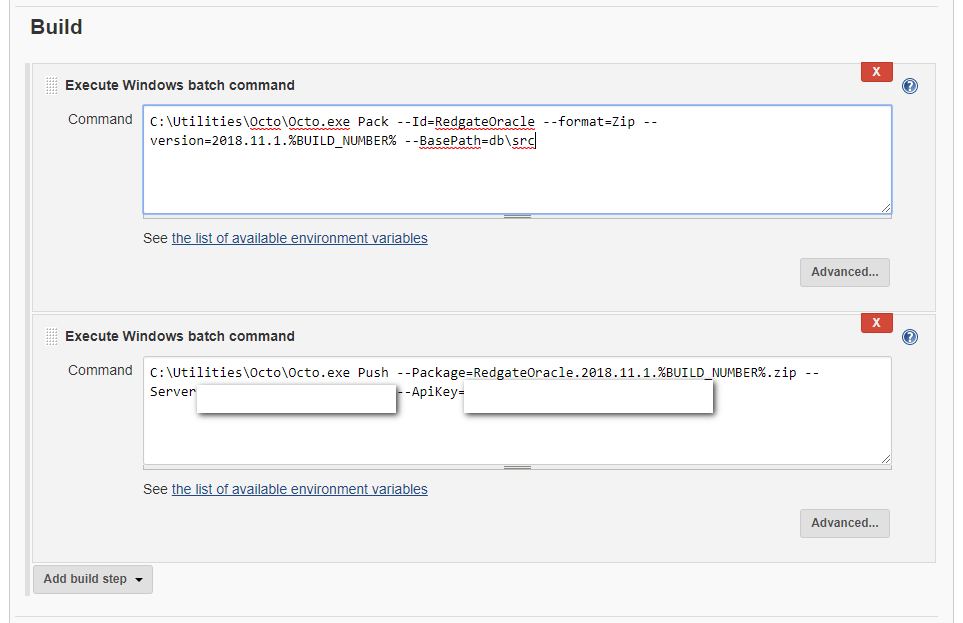 Build
X
Execute Windows batch command
?
Command
C:\Utilities\Octo\Octo.exe Pack --Id=RedgateOracle --format=Zip --
version=2018.11.1.%BUILD_NUMBER% --BasePath=db\src
See the list of available environment variables
Advanced...
X
Execute Windows batch command
?
Command
C:\Utilities\Octo\Octo.exe Push --Package=RedgateOracle.2018.11.1.%BUILD_NUMBER%.zip --
Server --ApiKey=
See the list of available environment variables
Advanced...
Add build step